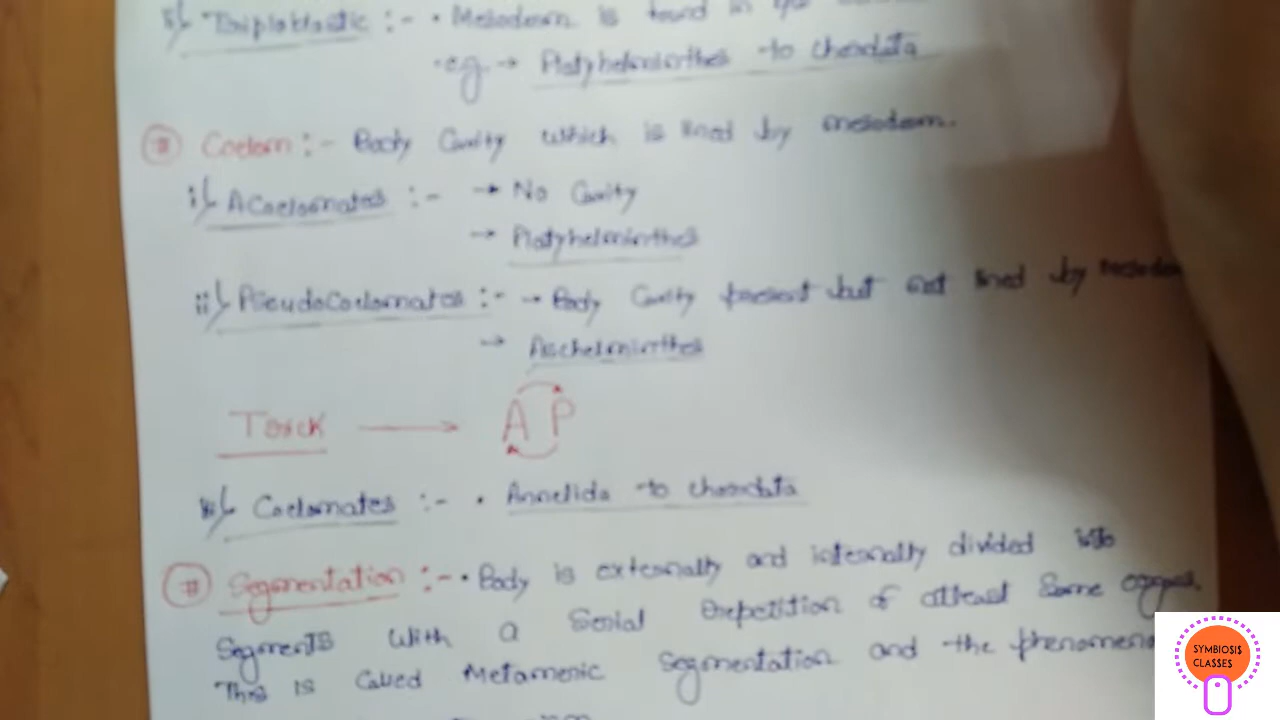 ii) Triploblastic :- • Mesoderm is found in
eg → Platyhelminthes to chordata
# Coelom :- Body Cavity which is lined by mesoderm.
i) Acoelomates :- → No Cavity
→ Platyhelminthes
ii) Pseudocoelomates :- → Body Cavity present but not lined by Mesoderm
→ Aschelminthes
Torck → A P
iii) Coelomates :- • Annelida to chordata
# Segmentation :- • Body is externally and internally divided into
Segments with a Serial repetition of atleast Some organs.
This is Called Metameric Segmentation and the phenomeno
SYMBIOSIS
CLASSES